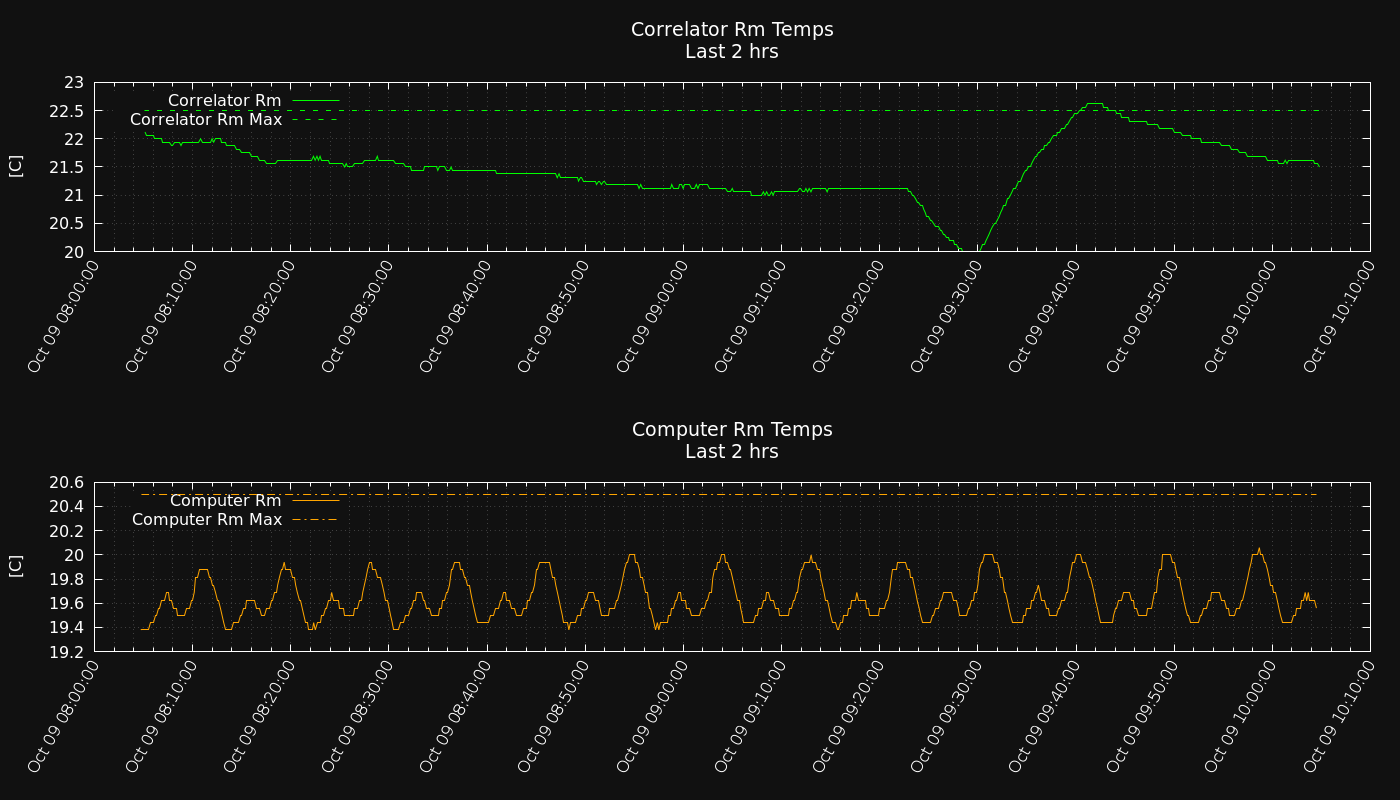 Correlator Rm Temps
Last 2 hrs
23
22.5
22
21.5
21
20.5
20
[C]
Correlator Rm
Correlator Rm Max
Oct 09 08:00:00
Oct 09 08:10:00
Oct 09 08:20:00
Oct 09 08:30:00
Oct 09 08:40:00
Oct 09 08:50:00
Oct 09 09:00:00
Oct 09 09:10:00
Oct 09 09:20:00
Oct 09 09:30:00
Oct 09 09:40:00
Oct 09 09:50:00
Oct 09 10:00:00
Oct 09 10:10:00
Computer Rm Temps
Last 2 hrs
20.6
20.4
20.2
20
19.8
19.6
19.4
19.2
[C]
Computer Rm
Computer Rm Max
Oct 09 08:00:00
Oct 09 08:10:00
Oct 09 08:20:00
Oct 09 08:30:00
Oct 09 08:40:00
Oct 09 08:50:00
Oct 09 09:00:00
Oct 09 09:10:00
Oct 09 09:20:00
Oct 09 09:30:00
Oct 09 09:40:00
Oct 09 09:50:00
Oct 09 10:00:00
Oct 09 10:10:00